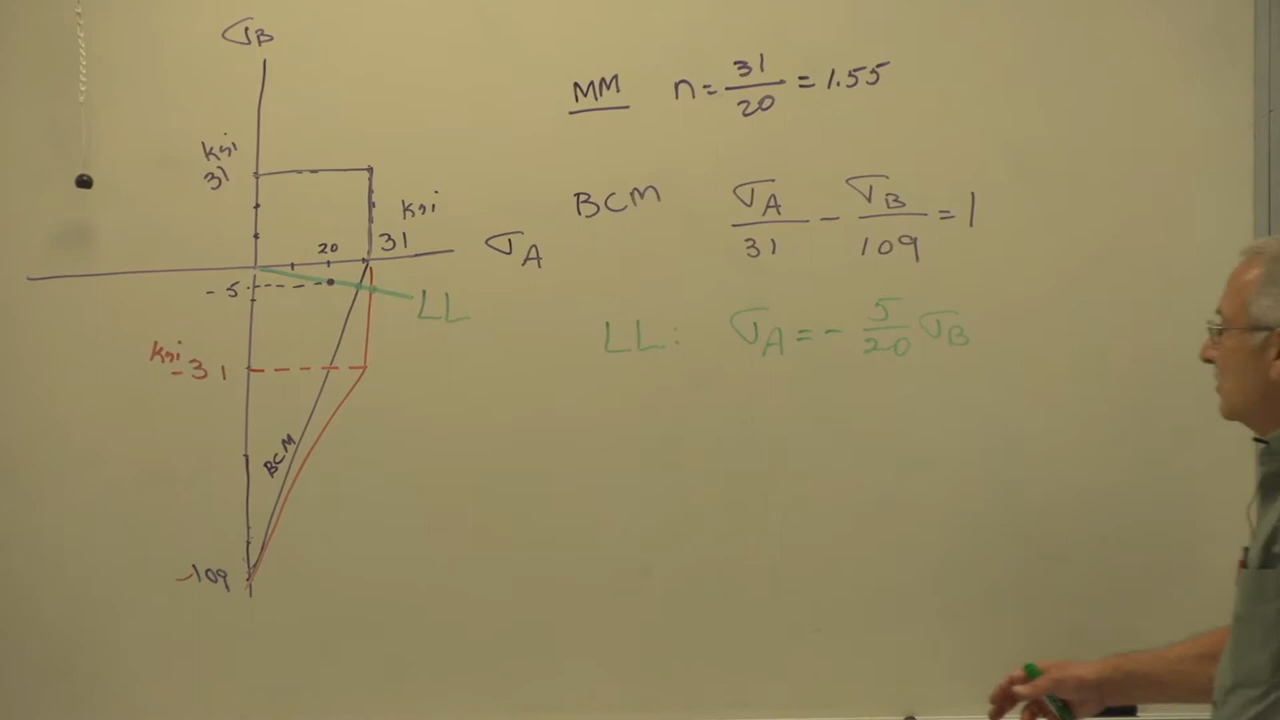 σB
MM n = 31/20 = 1.55
ksi
31
BCM σA/31 - σB/109 = 1
ksi
31
20
σA
-5
LL
LL: σA = - 5/20 σB
ksi
-31
BCM
-109